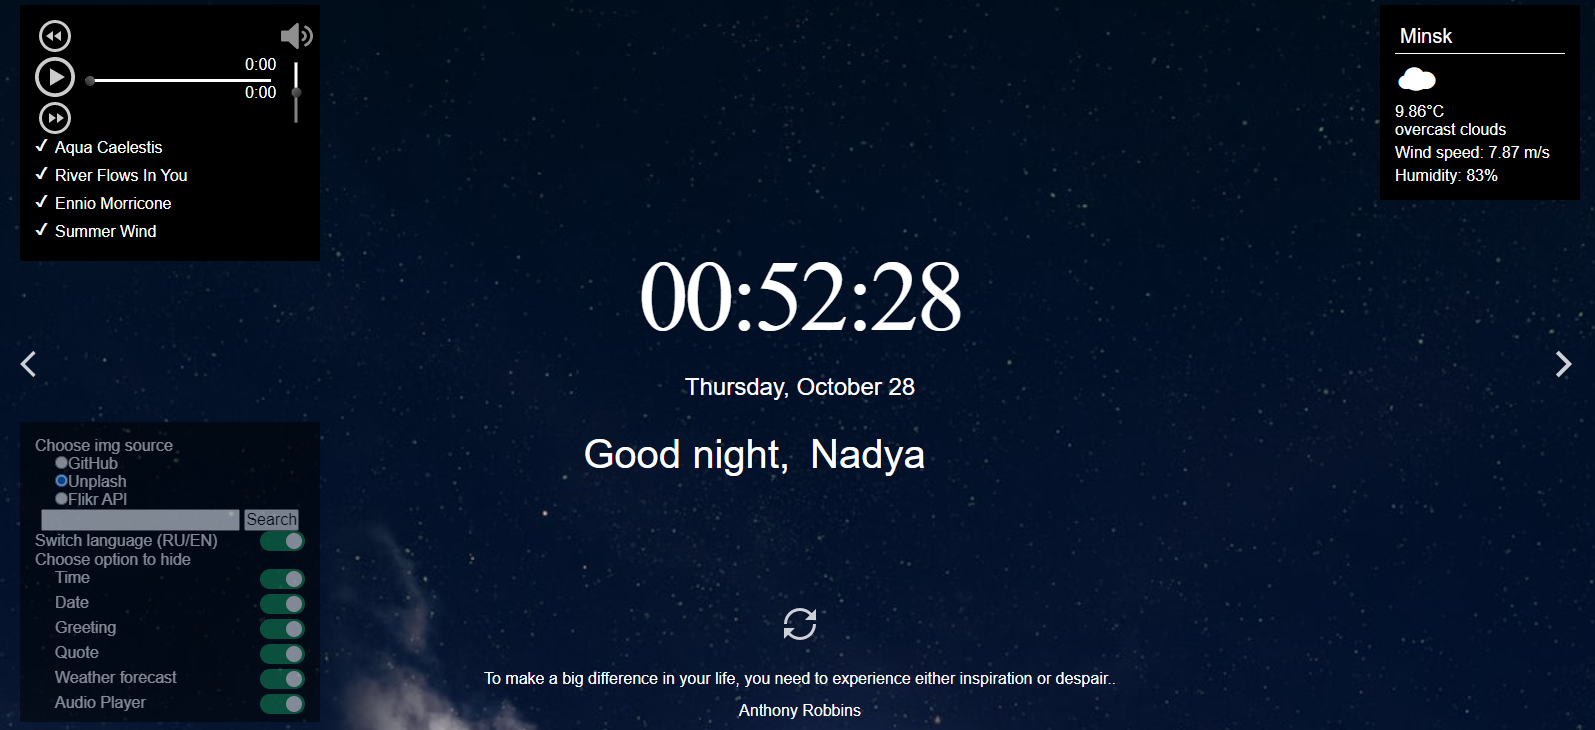 0:00
0:00
Aqua Caelestis
River Flows In You
Ennio Morricone
Summer Wind
Minsk
9.86°C
overcast clouds
Wind speed: 7.87 m/s
Humidity: 83%
00:52:28
Thursday, October 28
Good night, Nadya
Choose img source
GitHub
Unplash
Flikr API
Search
Switch language (RU/EN)
Choose option to hide
Time
Date
Greeting
Quote
Weather forecast
Audio Player
To make a big difference in your life, you need to experience either inspiration or despair..
Anthony Robbins